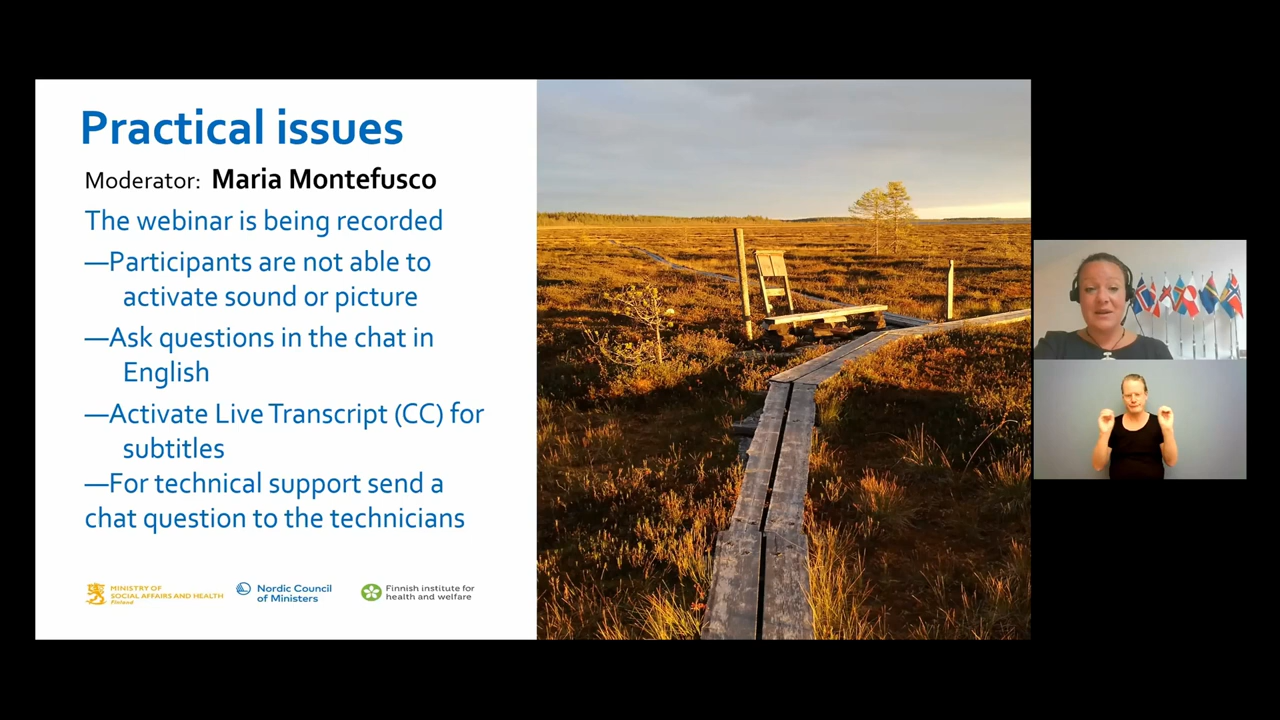 Practical issues
Moderator: Maria Montefusco
The webinar is being recorded
—Participants are not able to
activate sound or picture
—Ask questions in the chat in
English
—Activate Live Transcript (CC) for
subtitles
—For technical support send a
chat question to the technicians
MINISTRY OF
SOCIAL AFFAIRS AND HEALTH
Finland
Nordic Council
of Ministers
Finnish institute for
health and welfare